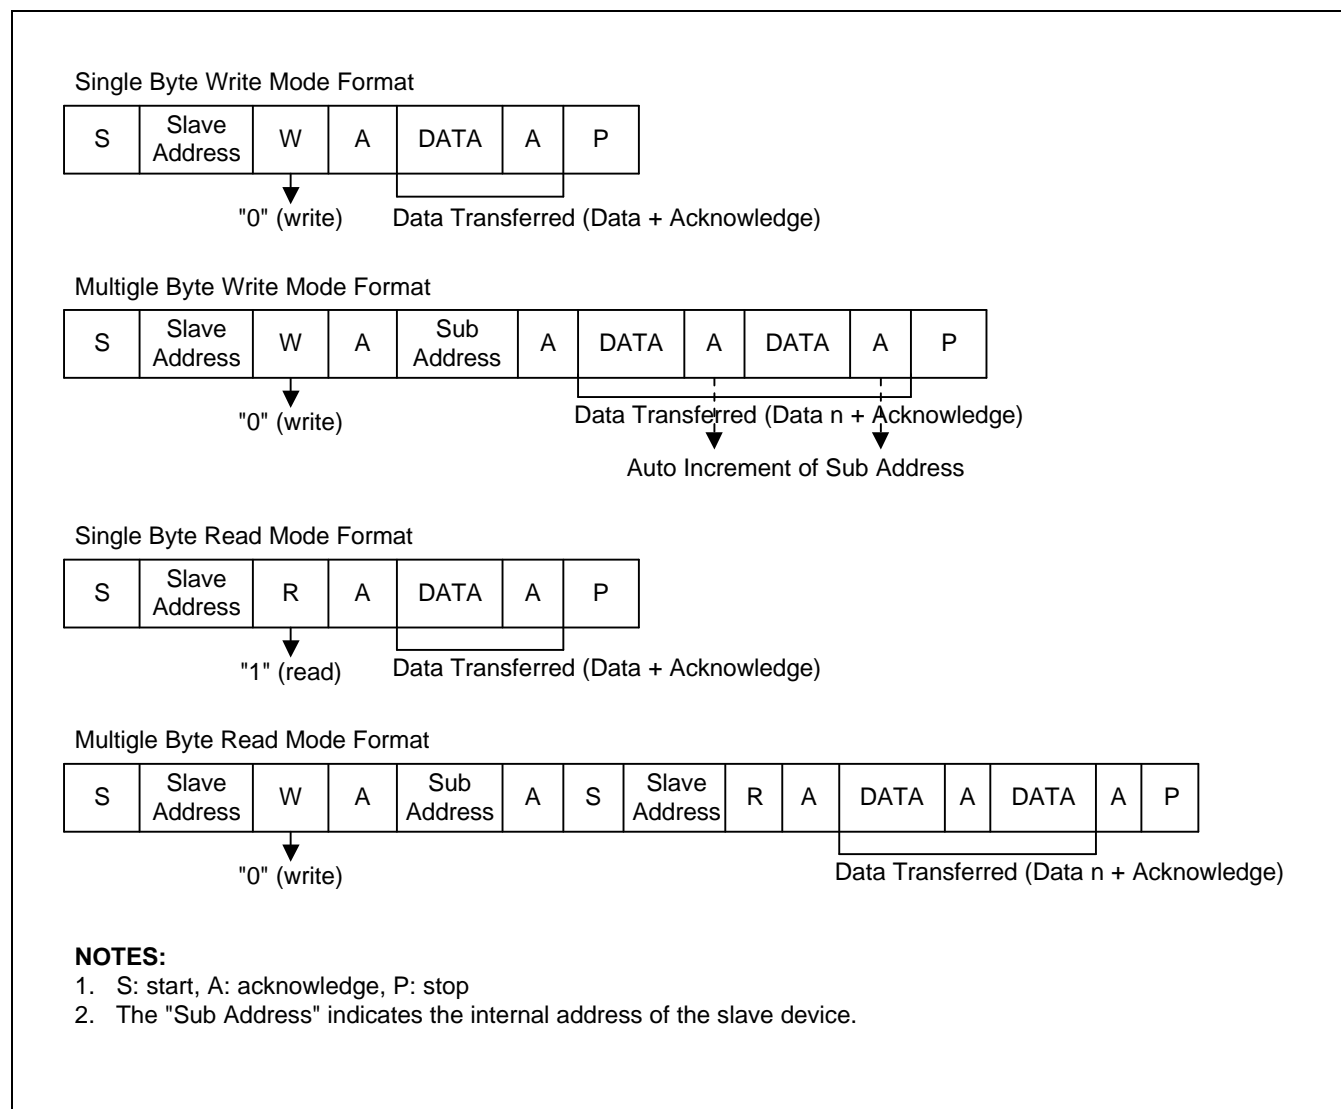 Single Byte Write Mode Format
S Slave Address W A DATA A P
"0" (write) Data Transferred (Data + Acknowledge)
Multigle Byte Write Mode Format
S Slave Address W A Sub Address A DATA A DATA A P
"0" (write) Data Transferred (Data n + Acknowledge)
Auto Increment of Sub Address
Single Byte Read Mode Format
S Slave Address R A DATA A P
"1" (read) Data Transferred (Data + Acknowledge)
Multigle Byte Read Mode Format
S Slave Address W A Sub Address A S Slave Address R A DATA A DATA A P
"0" (write) Data Transferred (Data n + Acknowledge)
NOTES:
1. S: start, A: acknowledge, P: stop
2. The "Sub Address" indicates the internal address of the slave device.